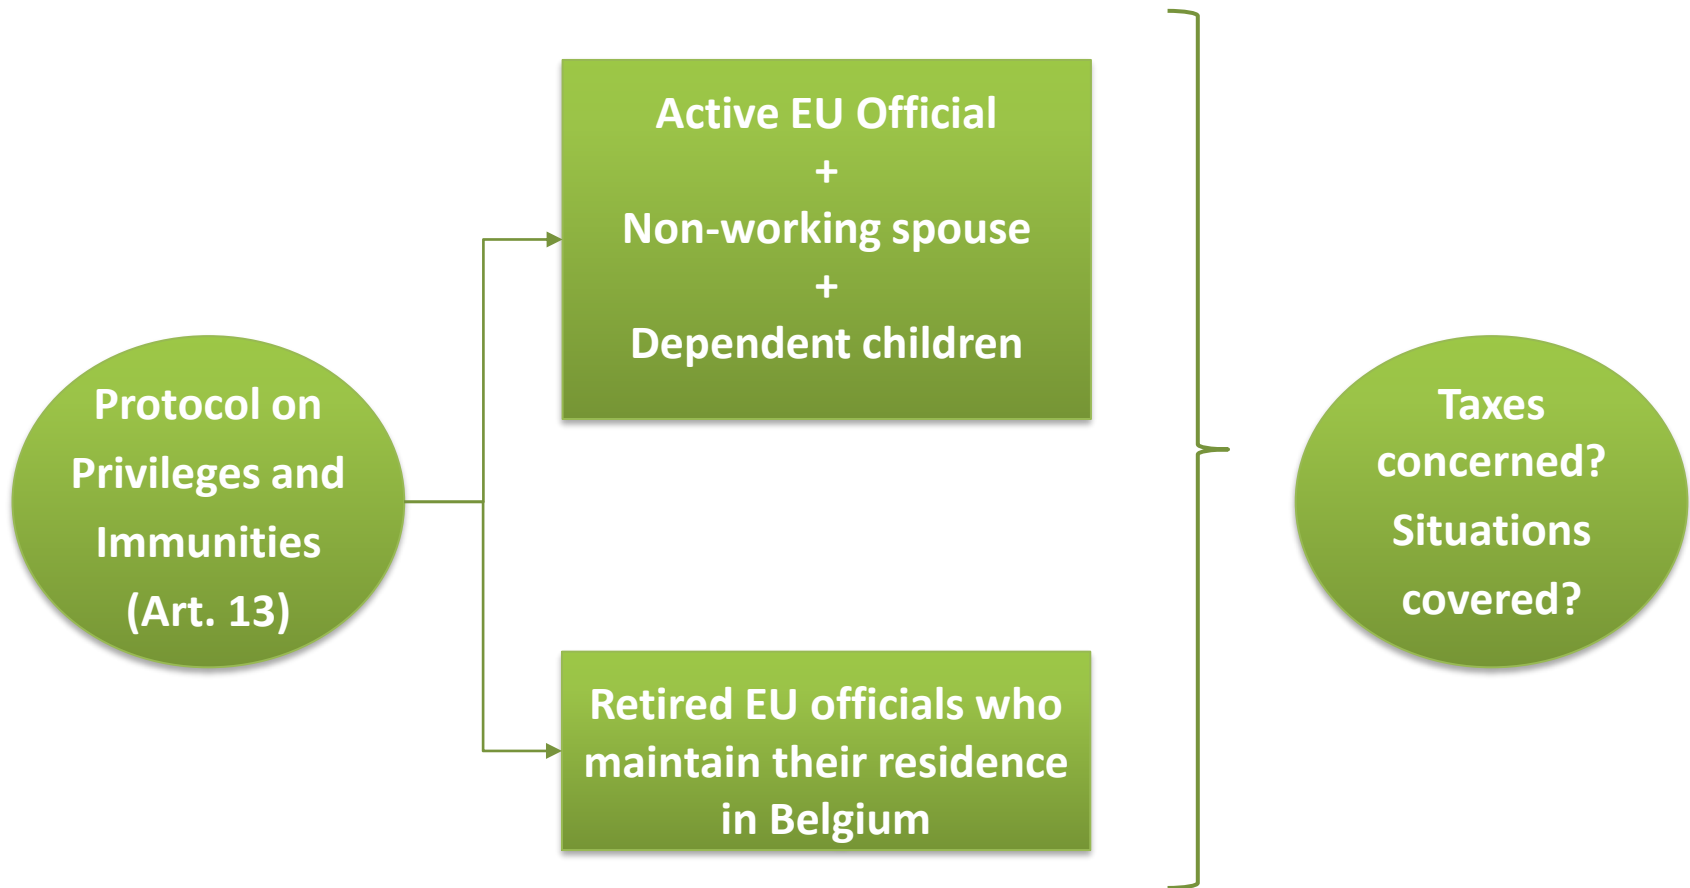 Protocol on
Privileges and
Immunities
(Art. 13)
Active EU Official
+
Non-working spouse
+
Dependent children
Retired EU officials who
maintain their residence
in Belgium
Taxes
concerned?
Situations
covered?